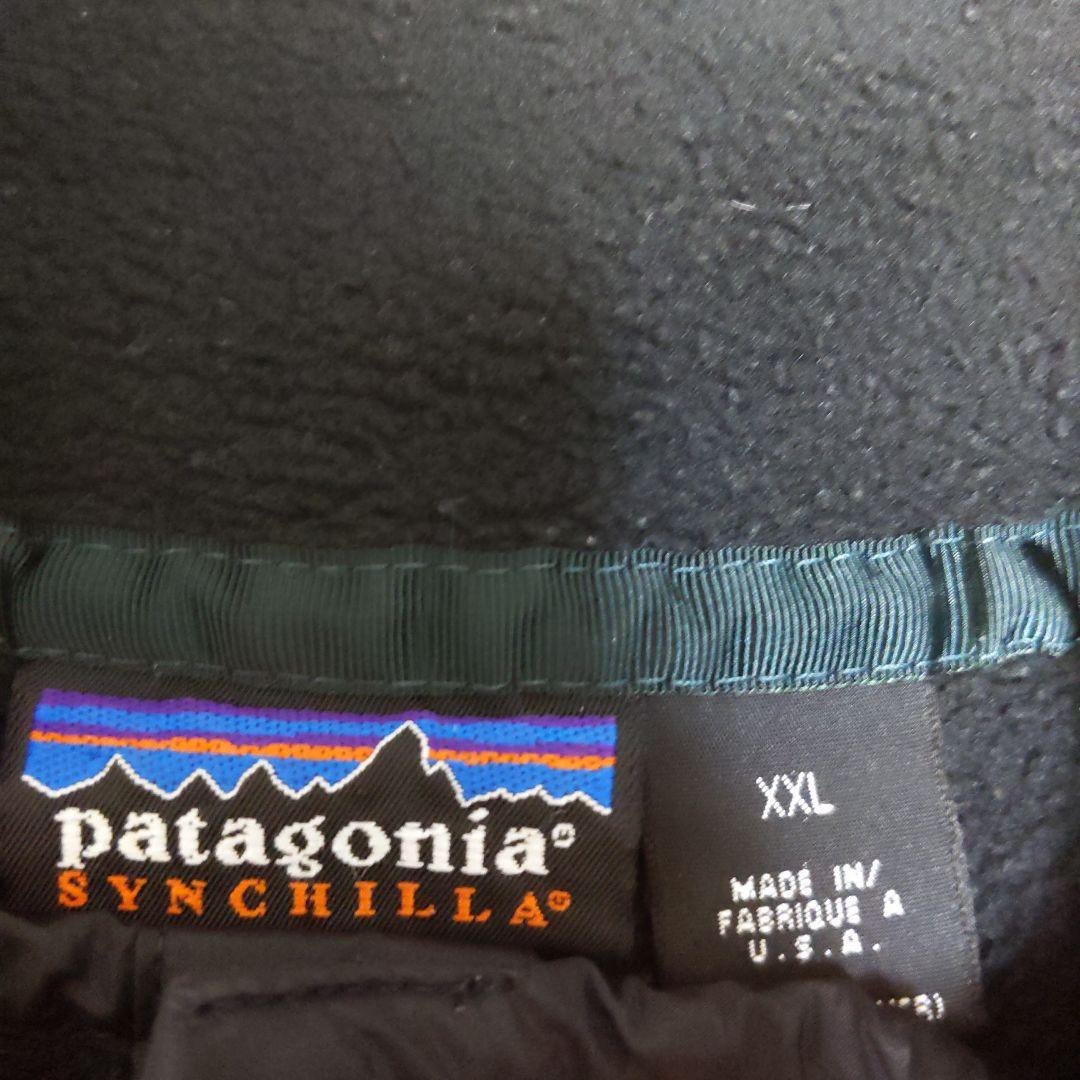 patagonia®
SYNCHILLA®
XXL
MADE IN/
FABRIQUE A
U.S.A.